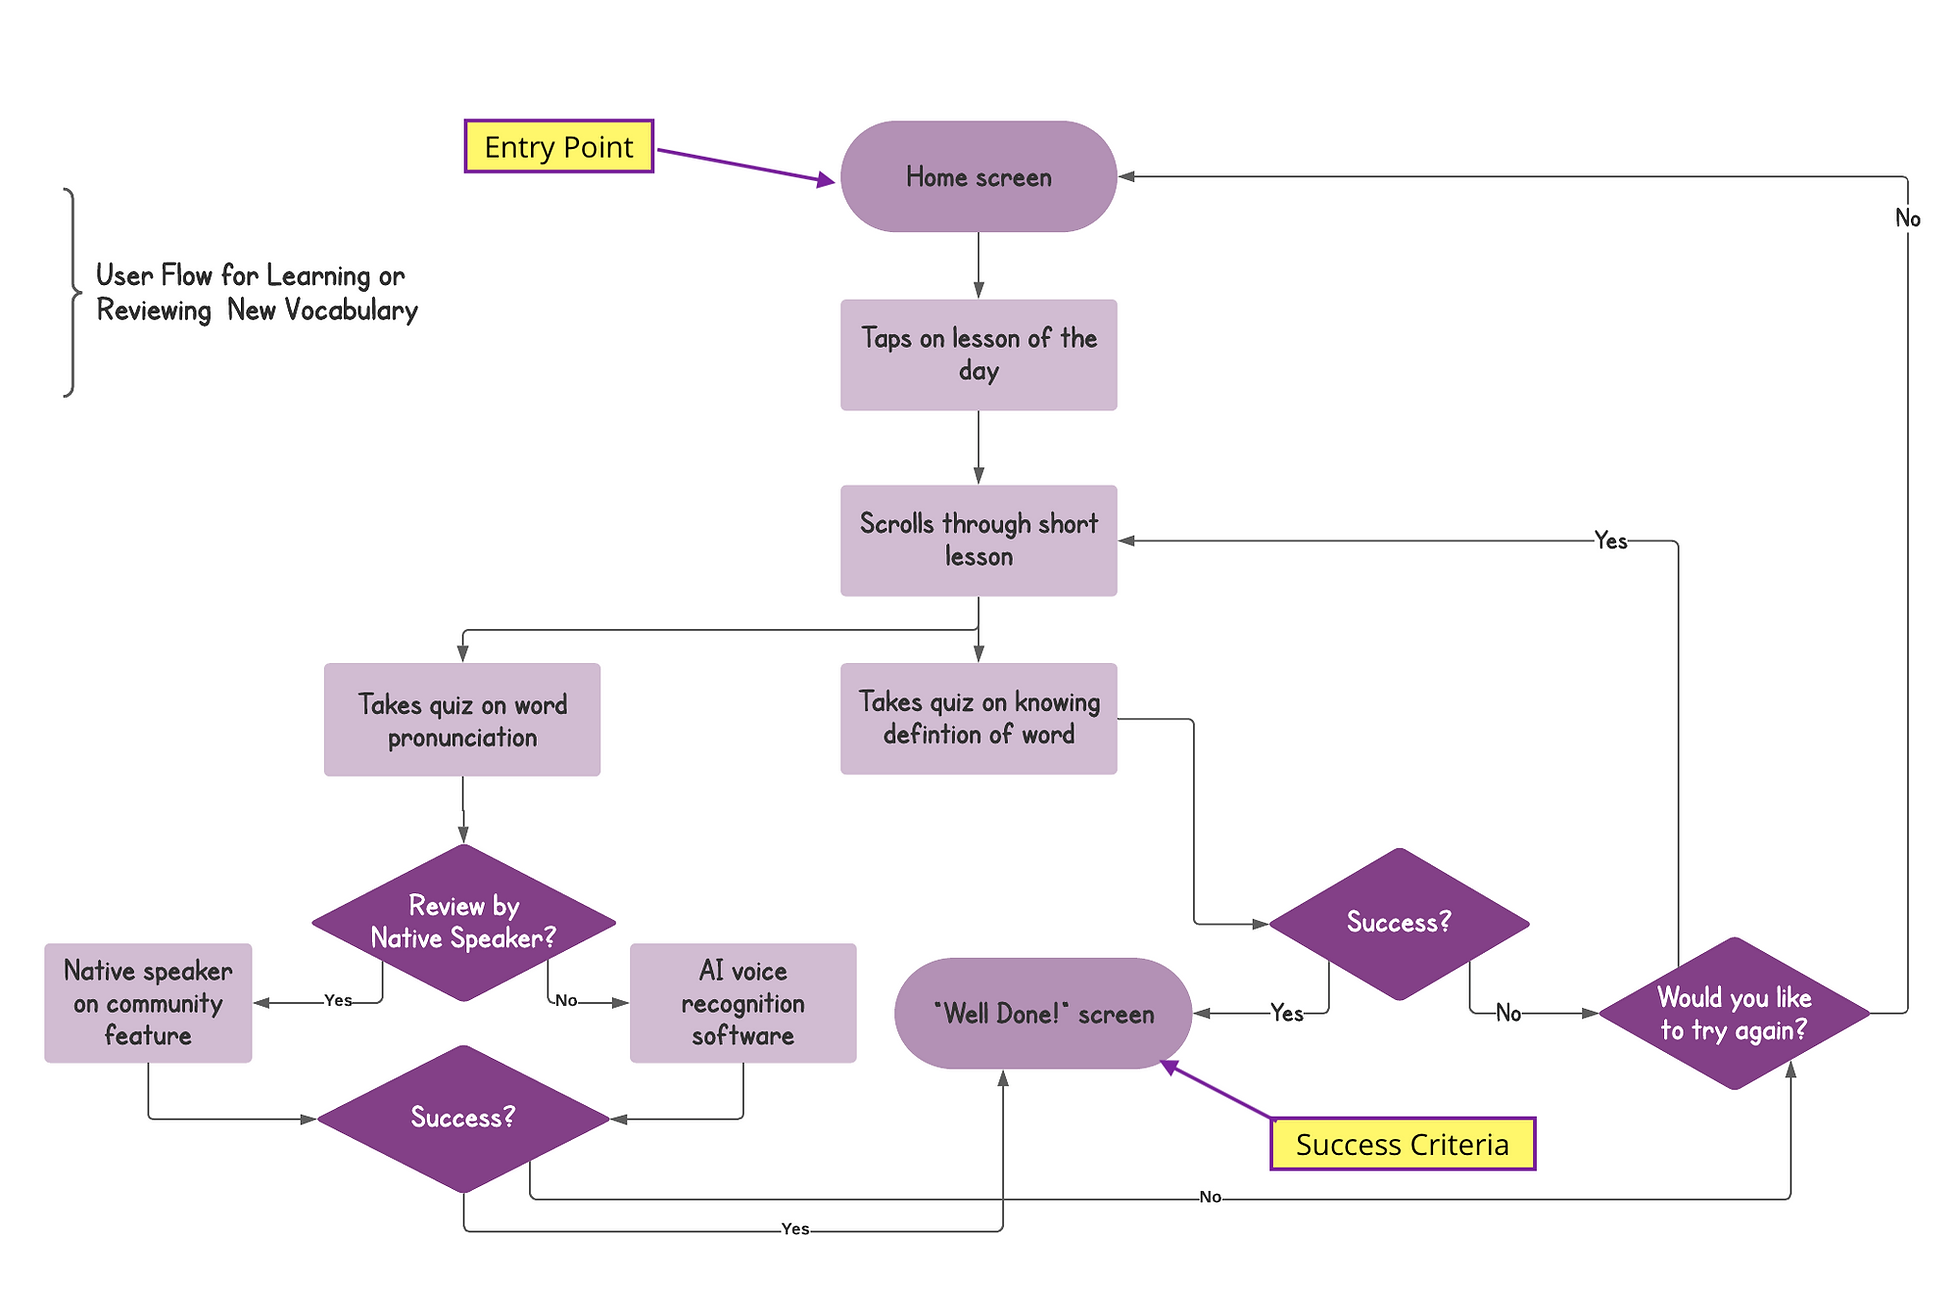 Entry Point
Home screen
No
User Flow for Learning or
Reviewing New Vocabulary
Taps on lesson of the
day
Scrolls through short
lesson
Yes
Takes quiz on word
pronunciation
Takes quiz on knowing
defintion of word
Review by
Native Speaker?
Success?
Native speaker
on community
feature
Yes
No
AI voice
recognition
software
"Well Done!" screen
Yes
No
Would you like
to try again?
Success?
Success Criteria
No
Yes